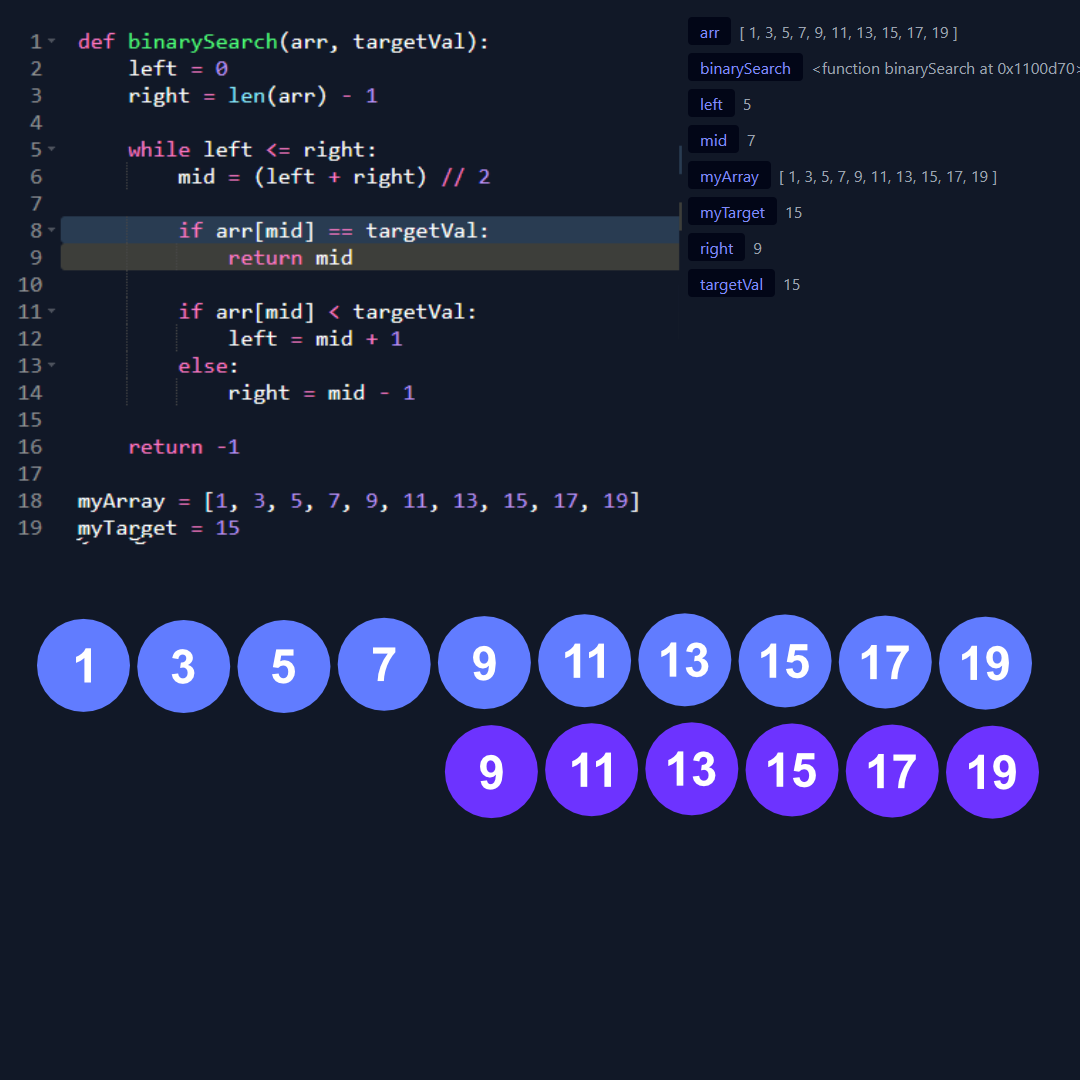 1 def binarySearch(arr, targetVal):
2 left = 0
3 right = len(arr) - 1
4
5 while left <= right:
6 mid = (left + right) // 2
7
8 if arr[mid] == targetVal:
9 return mid
10
11 if arr[mid] < targetVal:
12 left = mid + 1
13 else:
14 right = mid - 1
15
16 return -1
17
18 myArray = [1, 3, 5, 7, 9, 11, 13, 15, 17, 19]
19 myTarget = 15
arr [ 1, 3, 5, 7, 9, 11, 13, 15, 17, 19 ]
binarySearch <function binarySearch at 0x1100d70>
left 5
mid 7
myArray [ 1, 3, 5, 7, 9, 11, 13, 15, 17, 19 ]
myTarget 15
right 9
targetVal 15
1 3 5 7 9 11 13 15 17 19
9 11 13 15 17 19